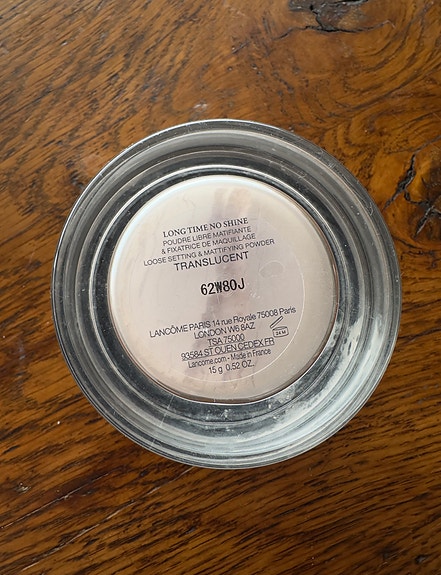 LONG TIME NO SHINE
POUDRE LIBRE MATIFIANTE
& FIXATRICE DE MAQUILLAGE
LOOSE SETTING & MATTIFYING POWDER
TRANSLUCENT
62W80J
LANCÔME PARIS 14 rue Royale 75008 Paris
LONDON W6 8AZ
TSA 75000
93584 ST OUEN CEDEX FR
Lancome.com - Made in France
15 g 0.52 OZ.
24 M